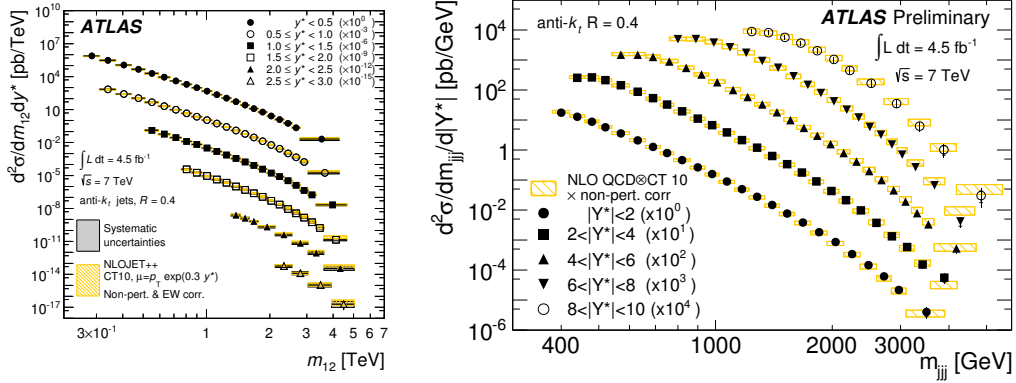 ATLAS
y* < 0.5 (×10⁰)
0.5 ≤ y* < 1.0 (×10⁻³)
1.0 ≤ y* < 1.5 (×10⁻⁶)
1.5 ≤ y* < 2.0 (×10⁻⁹)
2.0 ≤ y* < 2.5 (×10⁻¹²)
2.5 ≤ y* < 3.0 (×10⁻¹⁵)
d²σ/dm₁₂dy* [pb/TeV]
10¹⁰
10⁷
10⁴
10
10⁻²
10⁻⁵
10⁻⁸
10⁻¹¹
10⁻¹⁴
10⁻¹⁷
∫L dt = 4.5 fb⁻¹
√s = 7 TeV
anti-kₜ jets, R = 0.4
Systematic
uncertainties
NLOJET++
CT10, μ=p_T exp(0.3 y*)
Non-pert. & EW corr.
3×10⁻¹ 1 2 3 4 5 6 7
m₁₂ [TeV]
anti-kₜ R = 0.4
ATLAS Preliminary
∫L dt = 4.5 fb⁻¹
√s = 7 TeV
d²σ/dm_jjj/d|Y*| [pb/GeV]
10⁴
10²
1
10⁻²
10⁻⁴
10⁻⁶
NLO QCD⊗CT 10
× non-pert. corr
|Y*|<2 (x10⁰)
2<|Y*|<4 (x10¹)
4<|Y*|<6 (x10²)
6<|Y*|<8 (x10³)
8<|Y*|<10 (x10⁴)
400 1000 2000 3000
m_jjj [GeV]